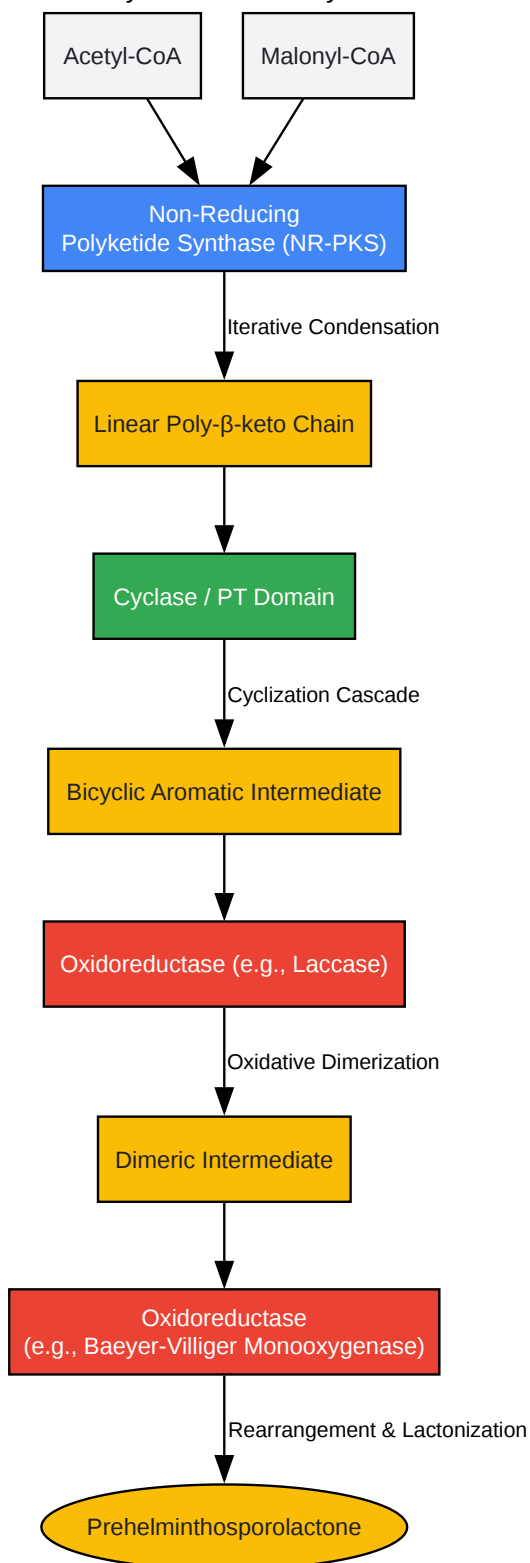 Acetyl-CoA
Malonyl-CoA
Non-Reducing
Polyketide Synthase (NR-PKS)
Iterative Condensation
Linear Poly-β-keto Chain
Cyclase / PT Domain
Cyclization Cascade
Bicyclic Aromatic Intermediate
Oxidoreductase (e.g., Laccase)
Oxidative Dimerization
Dimeric Intermediate
Oxidoreductase
(e.g., Baeyer-Villiger Monooxygenase)
Rearrangement & Lactonization
Prehelminthosporolactone